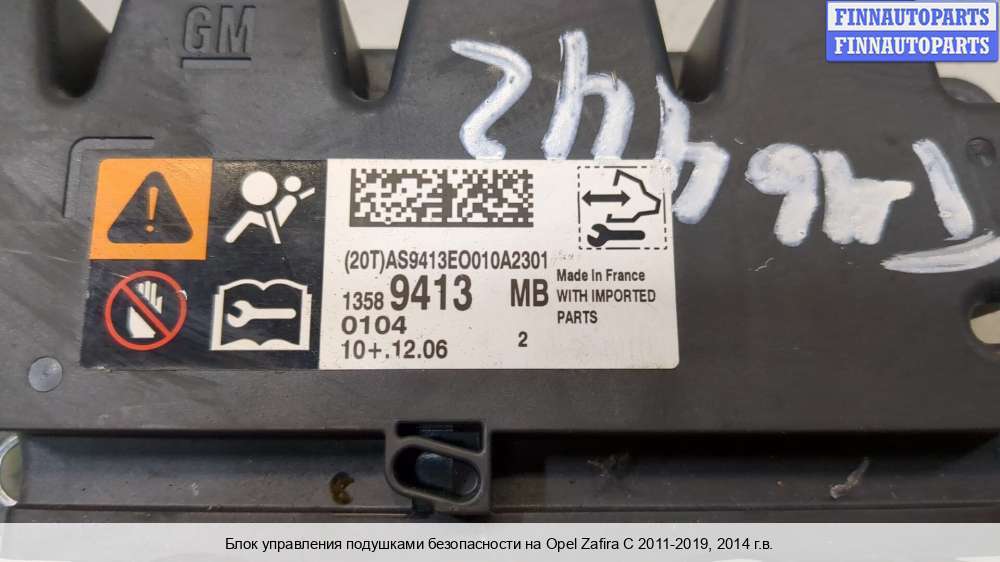 GM
FINNAUTOPARTS
FINNAUTOPARTS
(20T)AS9413EO010A2301
1358 9413 MB
0104
10+.12.06 2
Made In France
WITH IMPORTED
PARTS
Блок управления подушками безопасности на Opel Zafira C 2011-2019, 2014 г.в.